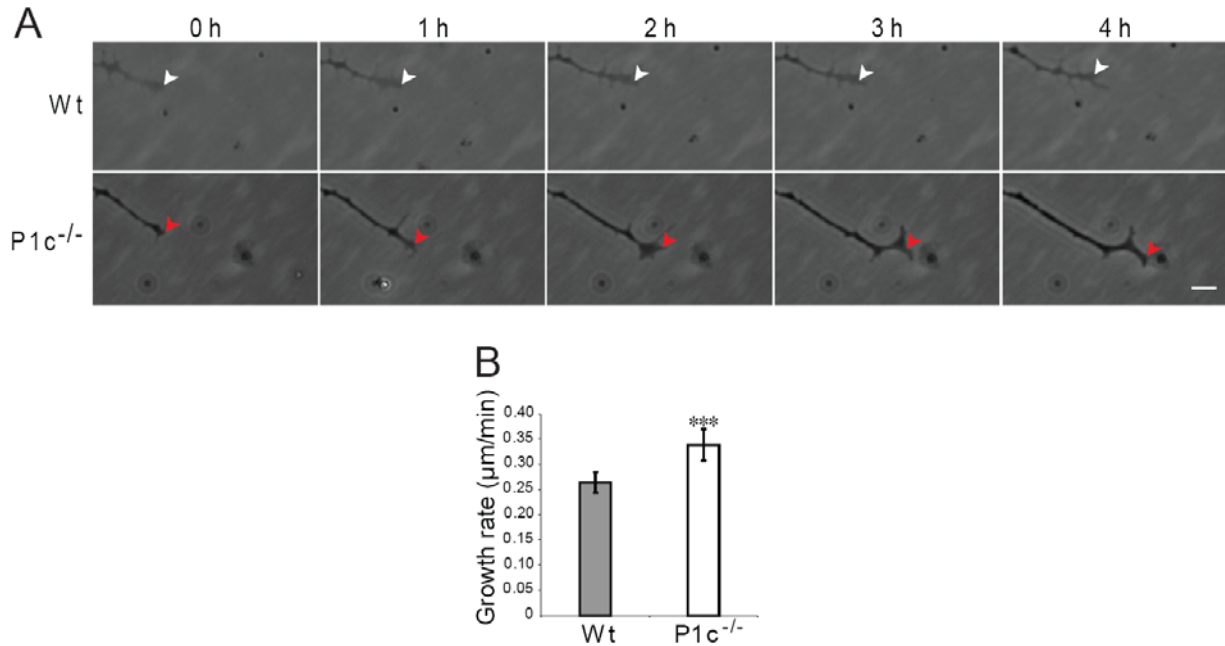 A
0 h 1 h 2 h 3 h 4 h
Wt
P1c-/-
B
Growth rate (µm/min)
0.40
0.35
0.30
0.25
0.20
0.15
0.10
0.05
0
***
Wt P1c-/-